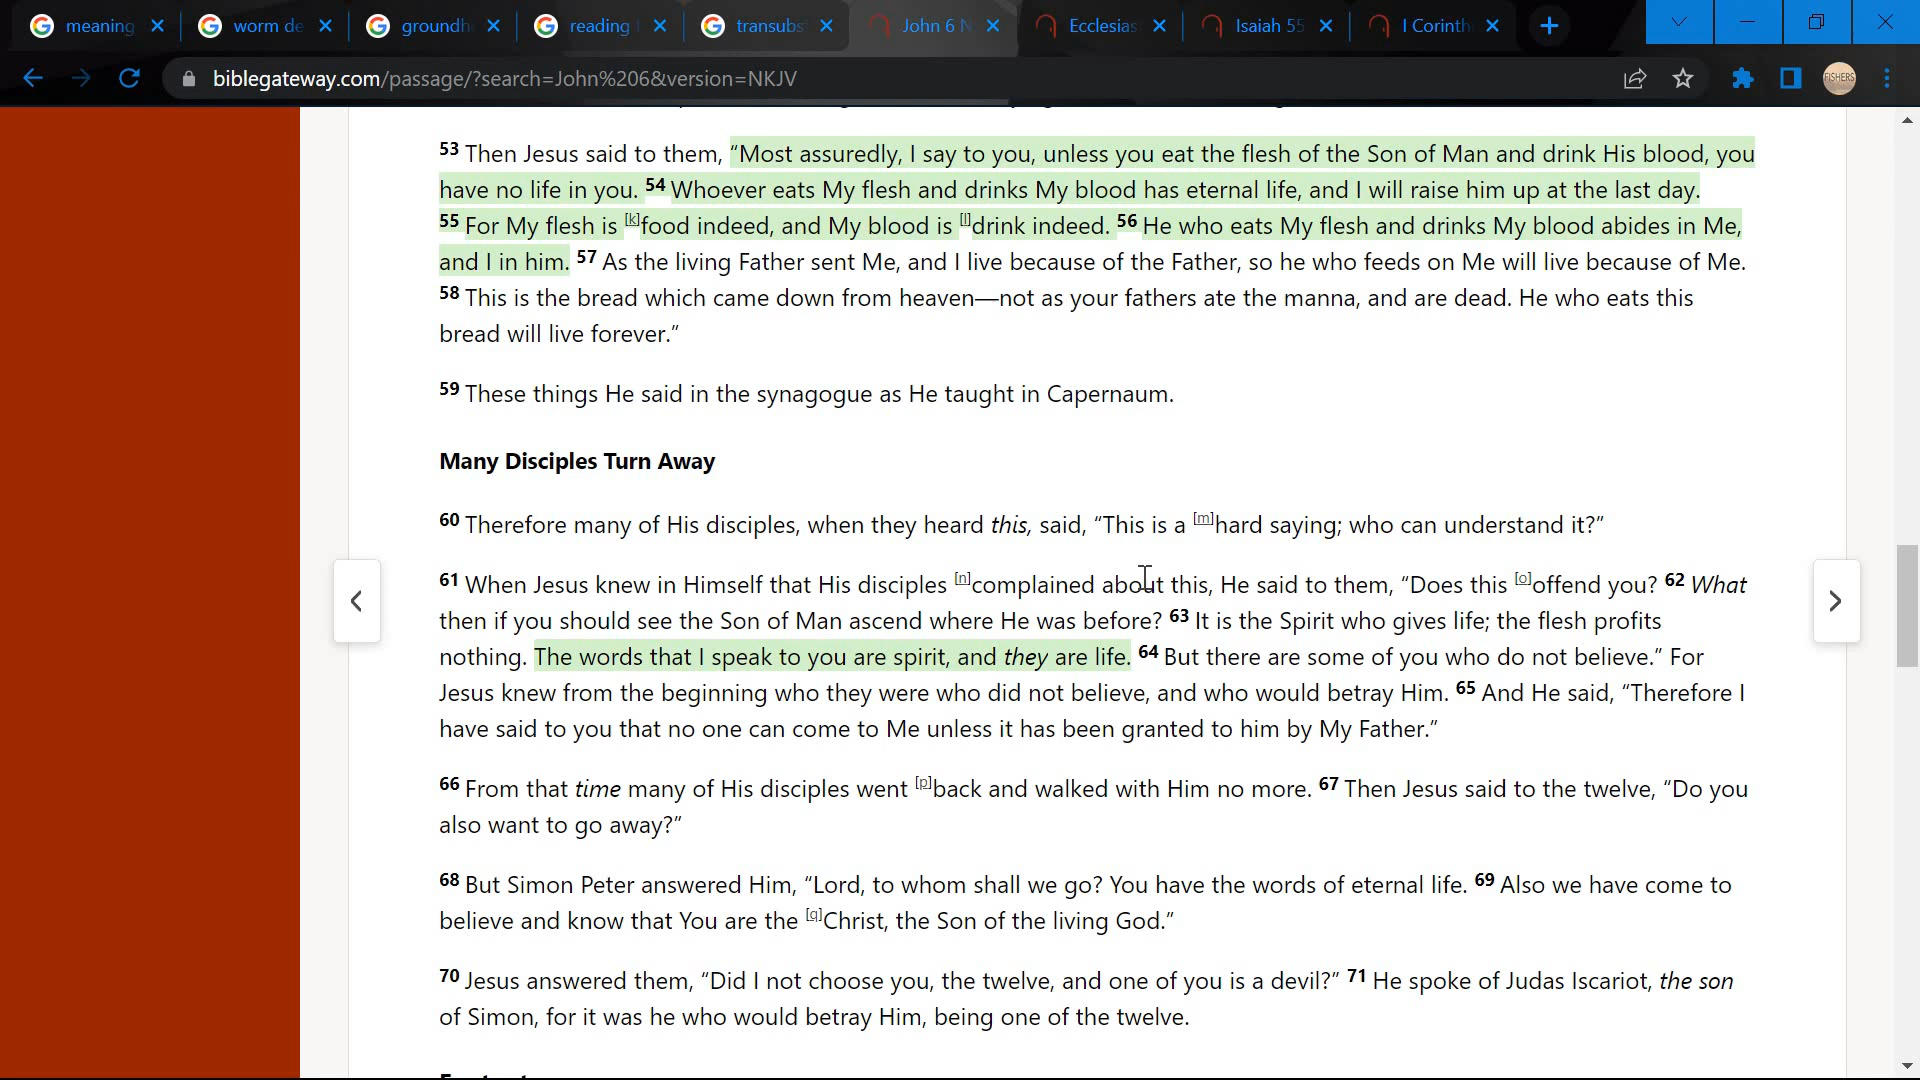 meaning
worm de
groundh
reading
transubs
John 6 N
Ecclesias
Isaiah 55
I Corinth
biblegateway.com/passage/?search=John%206&version=NKJV
FISHERS
53 Then Jesus said to them, “Most assuredly, I say to you, unless you eat the flesh of the Son of Man and drink His blood, you
have no life in you. 54 Whoever eats My flesh and drinks My blood has eternal life, and I will raise him up at the last day.
55 For My flesh is [k]food indeed, and My blood is [l]drink indeed. 56 He who eats My flesh and drinks My blood abides in Me,
and I in him. 57 As the living Father sent Me, and I live because of the Father, so he who feeds on Me will live because of Me.
58 This is the bread which came down from heaven—not as your fathers ate the manna, and are dead. He who eats this
bread will live forever.”
59 These things He said in the synagogue as He taught in Capernaum.
Many Disciples Turn Away
60 Therefore many of His disciples, when they heard this, said, “This is a [m]hard saying; who can understand it?”
61 When Jesus knew in Himself that His disciples [n]complained about this, He said to them, “Does this [o]offend you? 62 What
then if you should see the Son of Man ascend where He was before? 63 It is the Spirit who gives life; the flesh profits
nothing. The words that I speak to you are spirit, and they are life. 64 But there are some of you who do not believe.” For
Jesus knew from the beginning who they were who did not believe, and who would betray Him. 65 And He said, “Therefore I
have said to you that no one can come to Me unless it has been granted to him by My Father.”
66 From that time many of His disciples went [p]back and walked with Him no more. 67 Then Jesus said to the twelve, “Do you
also want to go away?”
68 But Simon Peter answered Him, “Lord, to whom shall we go? You have the words of eternal life. 69 Also we have come to
believe and know that You are the [q]Christ, the Son of the living God.”
70 Jesus answered them, “Did I not choose you, the twelve, and one of you is a devil?” 71 He spoke of Judas Iscariot, the son
of Simon, for it was he who would betray Him, being one of the twelve.